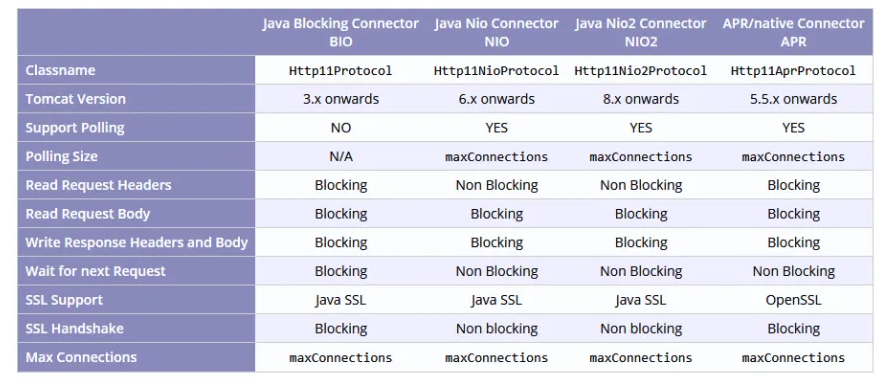 Java Blocking Connector Java Nio Connector Java Nio2 Connector APR/native Connector
BIO NIO NIO2 APR
Classname Http11Protocol Http11NioProtocol Http11Nio2Protocol Http11AprProtocol
Tomcat Version 3.x onwards 6.x onwards 8.x onwards 5.5.x onwards
Support Polling NO YES YES YES
Polling Size N/A maxConnections maxConnections maxConnections
Read Request Headers Blocking Non Blocking Non Blocking Blocking
Read Request Body Blocking Blocking Blocking Blocking
Write Response Headers and Body Blocking Blocking Blocking Blocking
Wait for next Request Blocking Non Blocking Non Blocking Non Blocking
SSL Support Java SSL Java SSL Java SSL OpenSSL
SSL Handshake Blocking Non blocking Non blocking Blocking
Max Connections maxConnections maxConnections maxConnections maxConnections